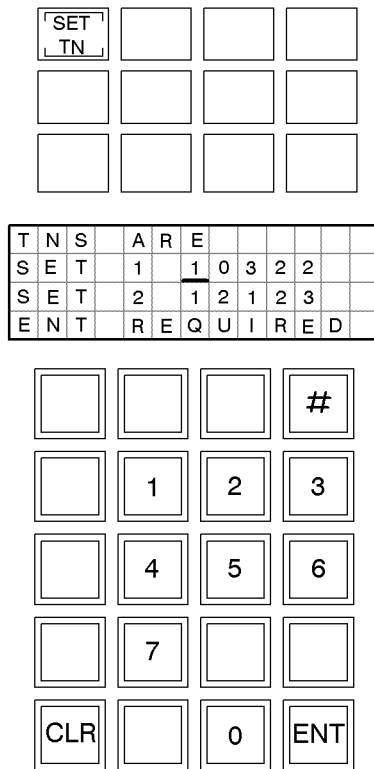 SET
TN
TNS ARE
SET 1 10322
SET 2 12123
ENT REQUIRED
#
1 2 3
4 5 6
7
CLR 0 ENT